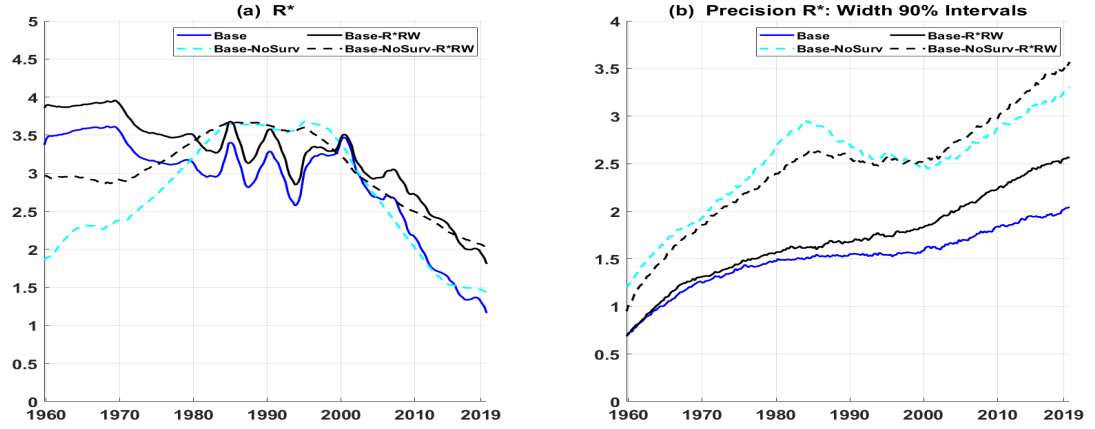 (a) R*
5
4.5
4
3.5
3
2.5
2
1.5
1
0.5
0
1960 1970 1980 1990 2000 2010 2019
Base Base-R*RW
Base-NoSurv Base-NoSurv-R*RW
(b) Precision R*: Width 90% Intervals
4
3.5
3
2.5
2
1.5
1
0.5
0
1960 1970 1980 1990 2000 2010 2019
Base Base-R*RW
Base-NoSurv Base-NoSurv-R*RW